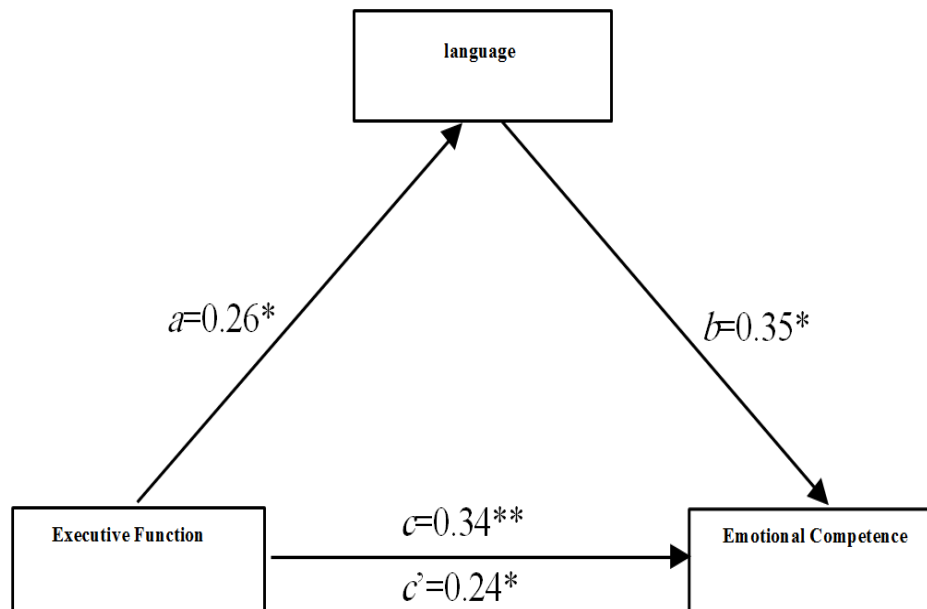 language
a=0.26*
b=0.35*
Executive Function
c=0.34**
c’=0.24*
Emotional Competence